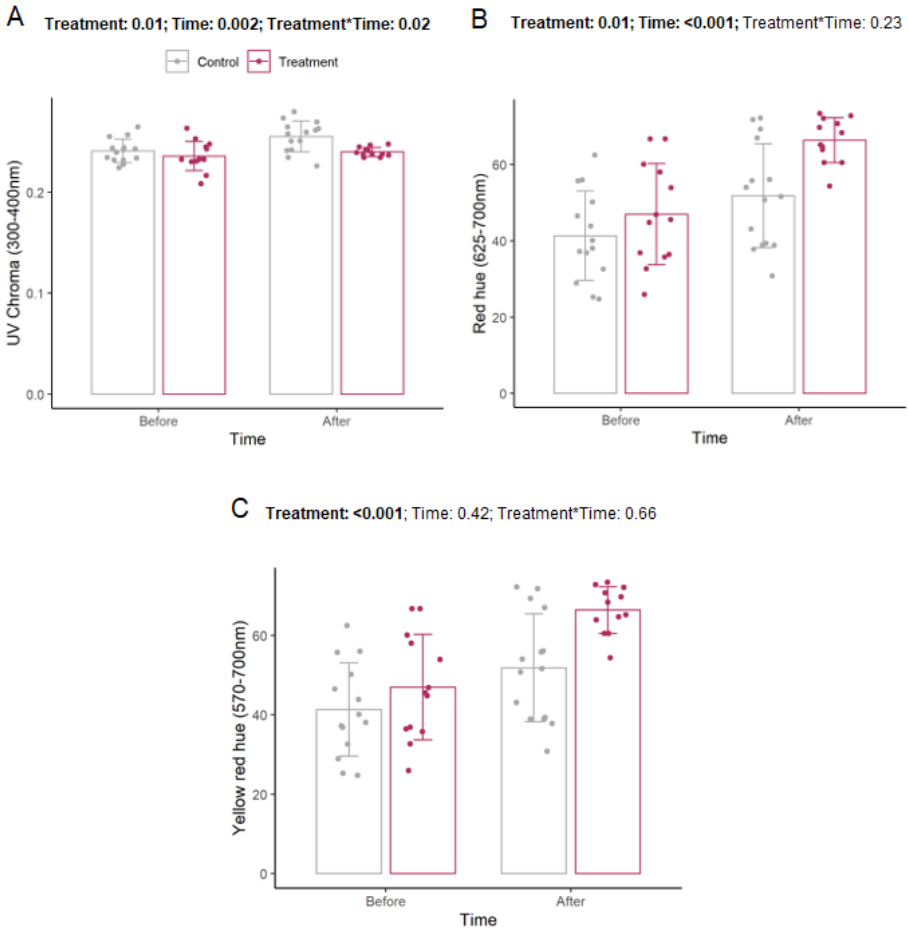 A
Treatment: 0.01; Time: 0.002; Treatment*Time: 0.02
Control
Treatment
UV Chroma (300-400nm)
0.2
0.1
0.0
Before
After
Time
B
Treatment: 0.01; Time: <0.001; Treatment*Time: 0.23
Red hue (625-700nm)
60
40
20
0
Before
After
Time
C
Treatment: <0.001; Time: 0.42; Treatment*Time: 0.66
Yellow red hue (570-700nm)
60
40
20
0
Before
After
Time